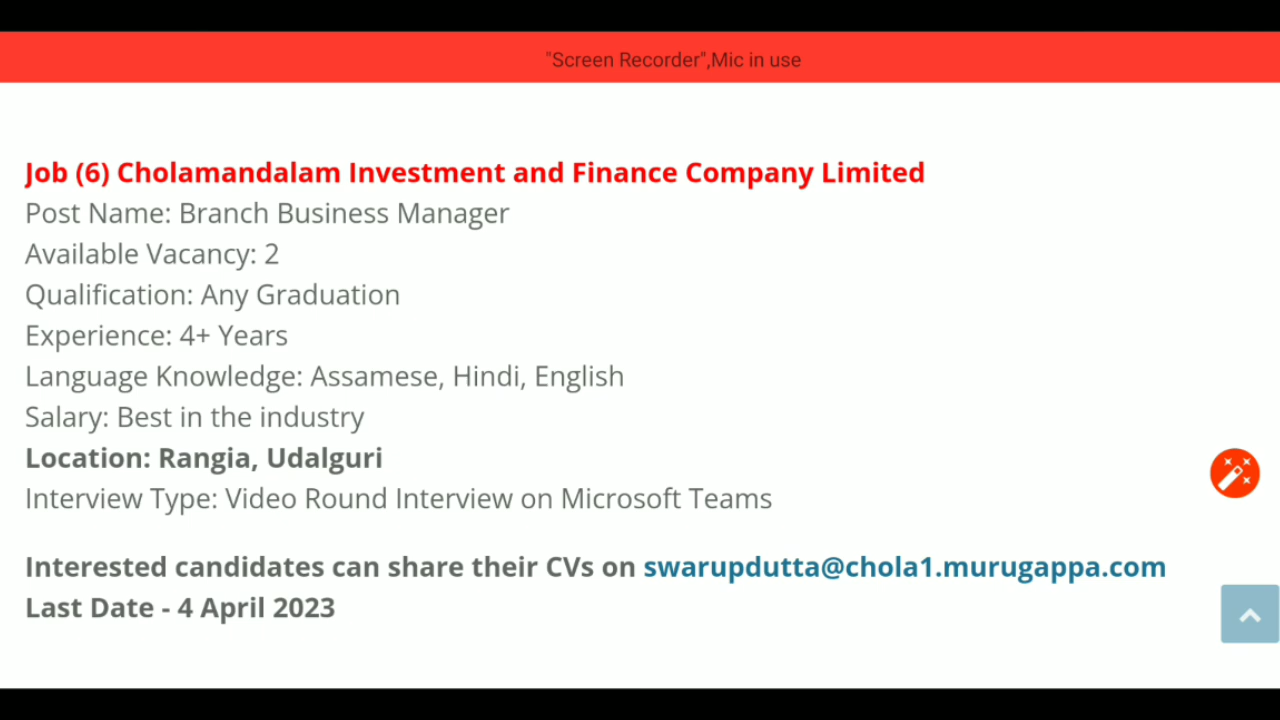 "Screen Recorder",Mic in use
Job (6) Cholamandalam Investment and Finance Company Limited
Post Name: Branch Business Manager
Available Vacancy: 2
Qualification: Any Graduation
Experience: 4+ Years
Language Knowledge: Assamese, Hindi, English
Salary: Best in the industry
Location: Rangia, Udalguri
Interview Type: Video Round Interview on Microsoft Teams
Interested candidates can share their CVs on swarupdutta@chola1.murugappa.com
Last Date - 4 April 2023